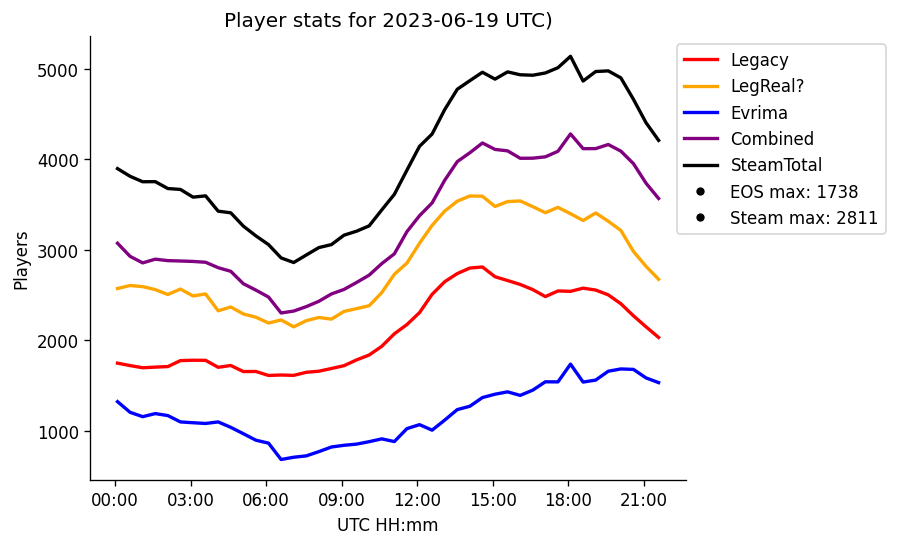 Player stats for 2023-06-19 UTC)
Legacy
LegReal?
Evrima
Combined
SteamTotal
EOS max: 1738
Steam max: 2811
Players
5000
4000
3000
2000
1000
00:00 03:00 06:00 09:00 12:00 15:00 18:00 21:00
UTC HH:mm